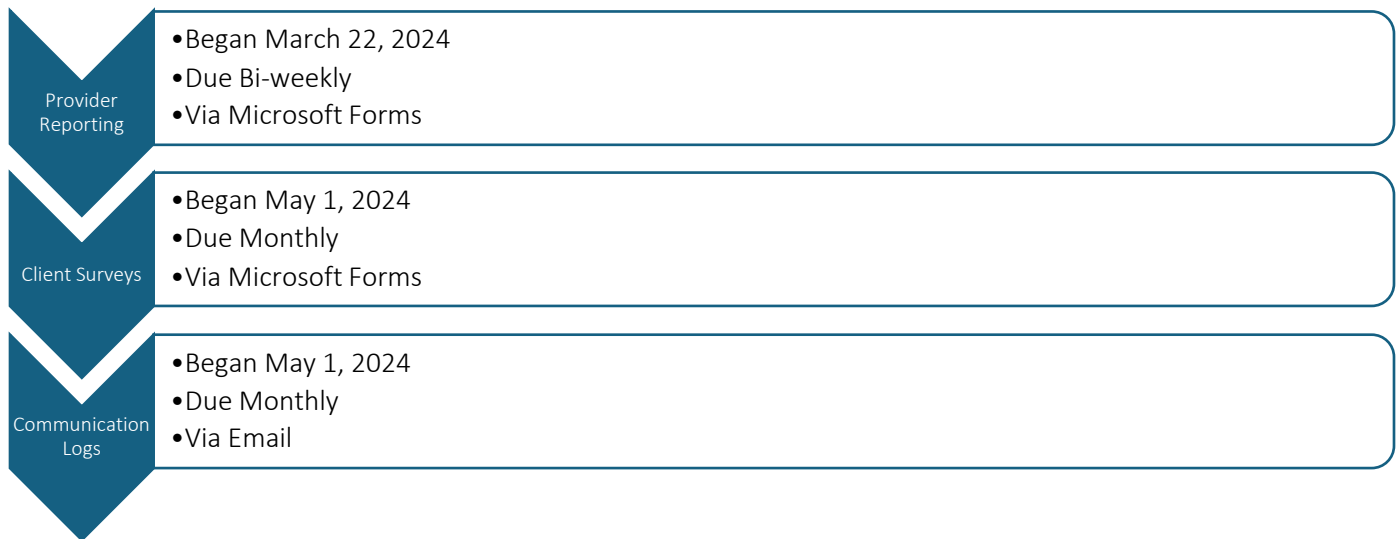 Provider
Reporting
•Began March 22, 2024
•Due Bi-weekly
•Via Microsoft Forms
Client Surveys
•Began May 1, 2024
•Due Monthly
•Via Microsoft Forms
Communication
Logs
•Began May 1, 2024
•Due Monthly
•Via Email